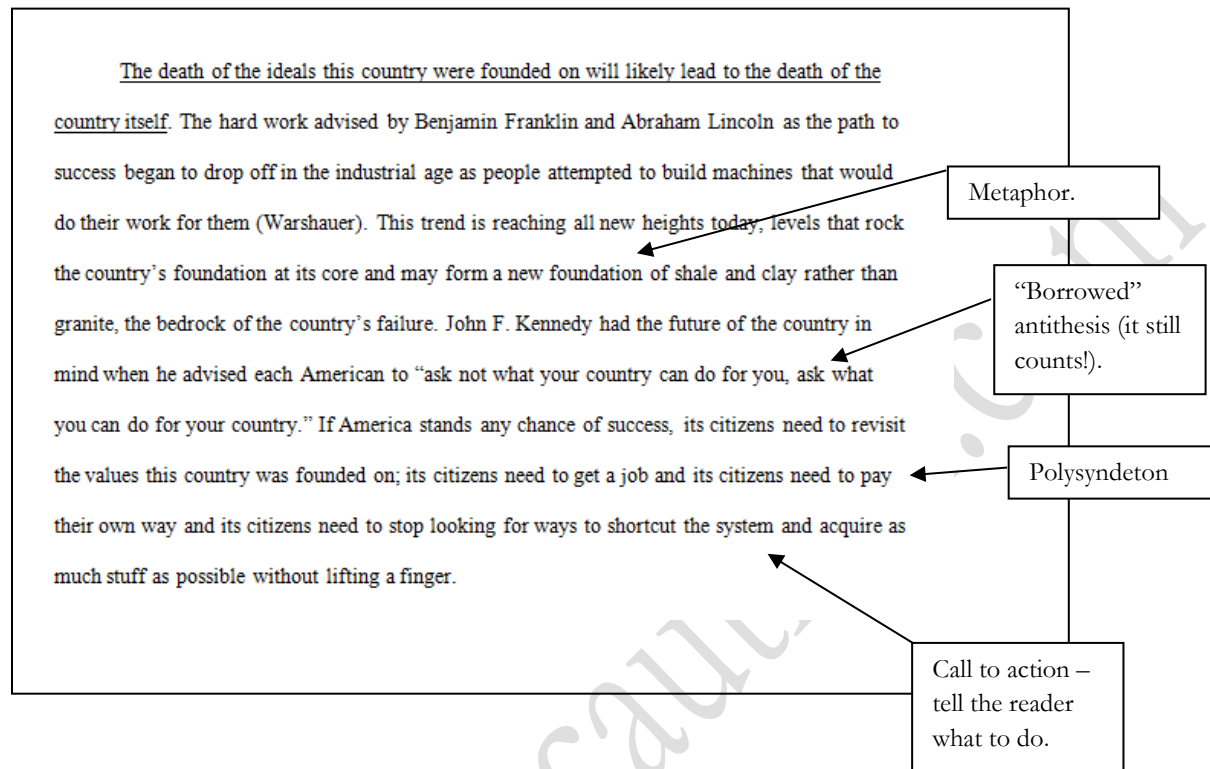 The death of the ideals this country were founded on will likely lead to the death of the
country itself. The hard work advised by Benjamin Franklin and Abraham Lincoln as the path to
success began to drop off in the industrial age as people attempted to build machines that would
do their work for them (Warshauer). This trend is reaching all new heights today, levels that rock
the country's foundation at its core and may form a new foundation of shale and clay rather than
granite, the bedrock of the country's failure. John F. Kennedy had the future of the country in
mind when he advised each American to "ask not what your country can do for you, ask what
you can do for your country." If America stands any chance of success, its citizens need to revisit
the values this country was founded on; its citizens need to get a job and its citizens need to pay
their own way and its citizens need to stop looking for ways to shortcut the system and acquire as
much stuff as possible without lifting a finger.
Metaphor.
“Borrowed”
antithesis (it still
counts!).
Polysyndeton
Call to action –
tell the reader
what to do.